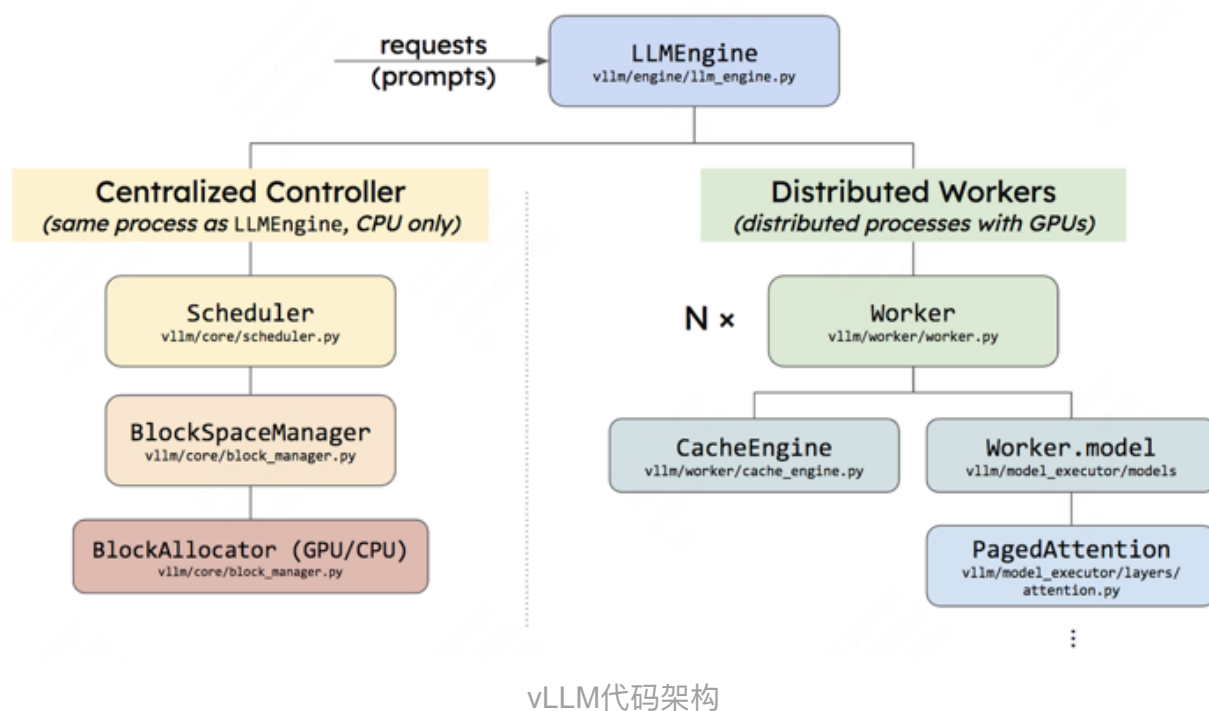 requests
(prompts)
LLMEngine
vllm/engine/llm_engine.py
Centralized Controller
(same process as LLMEngine, CPU only)
Distributed Workers
(distributed processes with GPUs)
Scheduler
vllm/core/scheduler.py
N ×
Worker
vllm/worker/worker.py
BlockSpaceManager
vllm/core/block_manager.py
CacheEngine
vllm/worker/cache_engine.py
Worker.model
vllm/model_executor/models
BlockAllocator (GPU/CPU)
vllm/core/block_manager.py
PagedAttention
vllm/model_executor/layers/
attention.py
⋮
vLLM代码架构